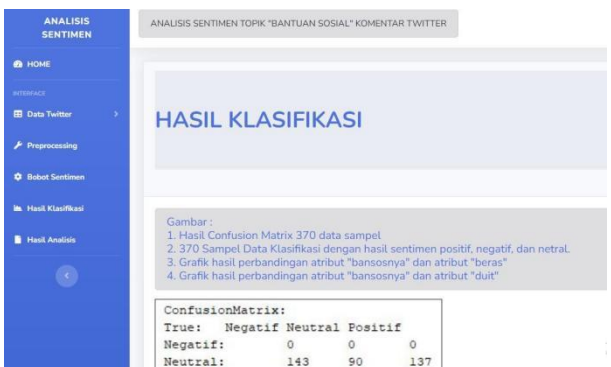 ANALISIS
SENTIMEN
ANALISIS SENTIMEN TOPIK "BANTUAN SOSIAL" KOMENTAR TWITTER
HOME
INTERFACE
Data Twitter
Preprocessing
Bobot Sentimen
Hasil Klasifikasi
Hasil Analisis
HASIL KLASIFIKASI
Gambar :
1. Hasil Confusion Matrix 370 data sampel
2. 370 Sampel Data Klasifikasi dengan hasil sentimen positif, negatif, dan netral.
3. Grafik hasil perbandingan atribut "bansosnya" dan atribut "beras"
4. Grafik hasil perbandingan atribut "bansosnya" dan atribut "duit"
ConfusionMatrix:
True: Negatif Neutral Positif
Negatif: 0 0 0
Neutral: 143 90 137